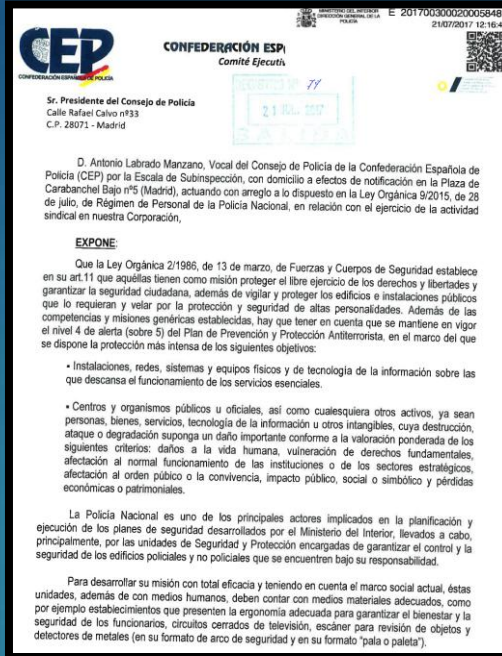 MINISTERIO DEL INTERIOR
DIRECCIÓN GENERAL DE LA
POLICÍA
E 201700300020005848
21/07/2017 12:16:4
CEP
CONFEDERACIÓN ESPAÑOLA DE POLICÍA
CONFEDERACIÓN ESP
Comité Ejecutiv
Sr. Presidente del Consejo de Policía
Calle Rafael Calvo nº33
C.P. 28071 - Madrid
21 JUL. 2017
SALIDA
D. Antonio Labrado Manzano, Vocal del Consejo de Policía de la Confederación Española de
Policía (CEP) por la Escala de Subinspección, con domicilio a efectos de notificación en la Plaza de
Carabanchel Bajo nº5 (Madrid), actuando con arreglo a lo dispuesto en la Ley Orgánica 9/2015, de 28
de julio, de Régimen de Personal de la Policía Nacional, en relación con el ejercicio de la actividad
sindical en nuestra Corporación,
EXPONE:
Que la Ley Orgánica 2/1986, de 13 de marzo, de Fuerzas y Cuerpos de Seguridad establece
en su art.11 que aquéllas tienen como misión proteger el libre ejercicio de los derechos y libertades y
garantizar la seguridad ciudadana, además de vigilar y proteger los edificios e instalaciones públicos
que lo requieran y velar por la protección y seguridad de altas personalidades. Además de las
competencias y misiones genéricas establecidas, hay que tener en cuenta que se mantiene en vigor
el nivel 4 de alerta (sobre 5) del Plan de Prevención y Protección Antiterrorista, en el marco del que
se dispone la protección más intensa de los siguientes objetivos:
▪ Instalaciones, redes, sistemas y equipos físicos y de tecnología de la información sobre las
que descansa el funcionamiento de los servicios esenciales.
▪ Centros y organismos públicos u oficiales, así como cualesquiera otros activos, ya sean
personas, bienes, servicios, tecnología de la información u otros intangibles, cuya destrucción,
ataque o degradación suponga un daño importante conforme a la valoración ponderada de los
siguientes criterios: daños a la vida humana, vulneración de derechos fundamentales,
afectación al normal funcionamiento de las instituciones o de los sectores estratégicos,
afectación al orden púbico o la convivencia, impacto público, social o simbólico y pérdidas
económicas o patrimoniales.
La Policía Nacional es uno de los principales actores implicados en la planificación y
ejecución de los planes de seguridad desarrollados por el Ministerio del Interior, llevados a cabo,
principalmente, por las unidades de Seguridad y Protección encargadas de garantizar el control y la
seguridad de los edificios policiales y no policiales que se encuentren bajo su responsabilidad.
Para desarrollar su misión con total eficacia y teniendo en cuenta el marco social actual, éstas
unidades, además de con medios humanos, deben contar con medios materiales adecuados, como
por ejemplo establecimientos que presenten la ergonomía adecuada para garantizar el bienestar y la
seguridad de los funcionarios, circuitos cerrados de televisión, escáner para revisión de objetos y
detectores de metales (en su formato de arco de seguridad y en su formato "pala o paleta").